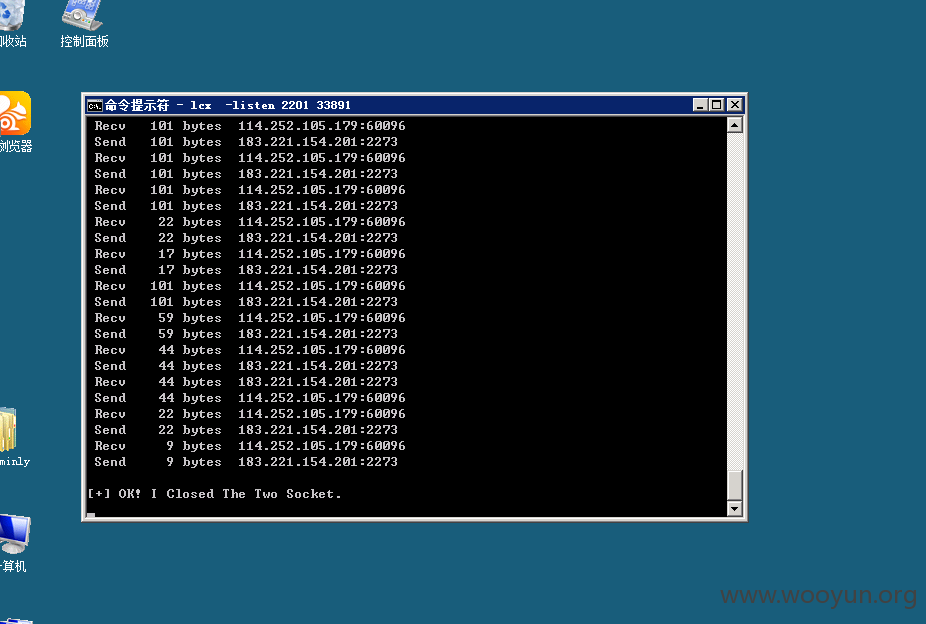 收站
控制面板
浏览器
命令提示符 - lcx  -listen 2201 33891
Recv   101 bytes  114.252.105.179:60096
Send   101 bytes  183.221.154.201:2273
Recv   101 bytes  114.252.105.179:60096
Send   101 bytes  183.221.154.201:2273
Recv   101 bytes  114.252.105.179:60096
Send   101 bytes  183.221.154.201:2273
Recv    22 bytes  114.252.105.179:60096
Send    22 bytes  183.221.154.201:2273
Recv    17 bytes  114.252.105.179:60096
Send    17 bytes  183.221.154.201:2273
Recv   101 bytes  114.252.105.179:60096
Send   101 bytes  183.221.154.201:2273
Recv    59 bytes  114.252.105.179:60096
Send    59 bytes  183.221.154.201:2273
Recv    44 bytes  114.252.105.179:60096
Send    44 bytes  183.221.154.201:2273
Recv    44 bytes  183.221.154.201:2273
Send    44 bytes  114.252.105.179:60096
Recv    22 bytes  114.252.105.179:60096
Send    22 bytes  183.221.154.201:2273
Recv     9 bytes  114.252.105.179:60096
Send     9 bytes  183.221.154.201:2273
[+] OK! I Closed The Two Socket.
minly
算机
www.wooyun.org